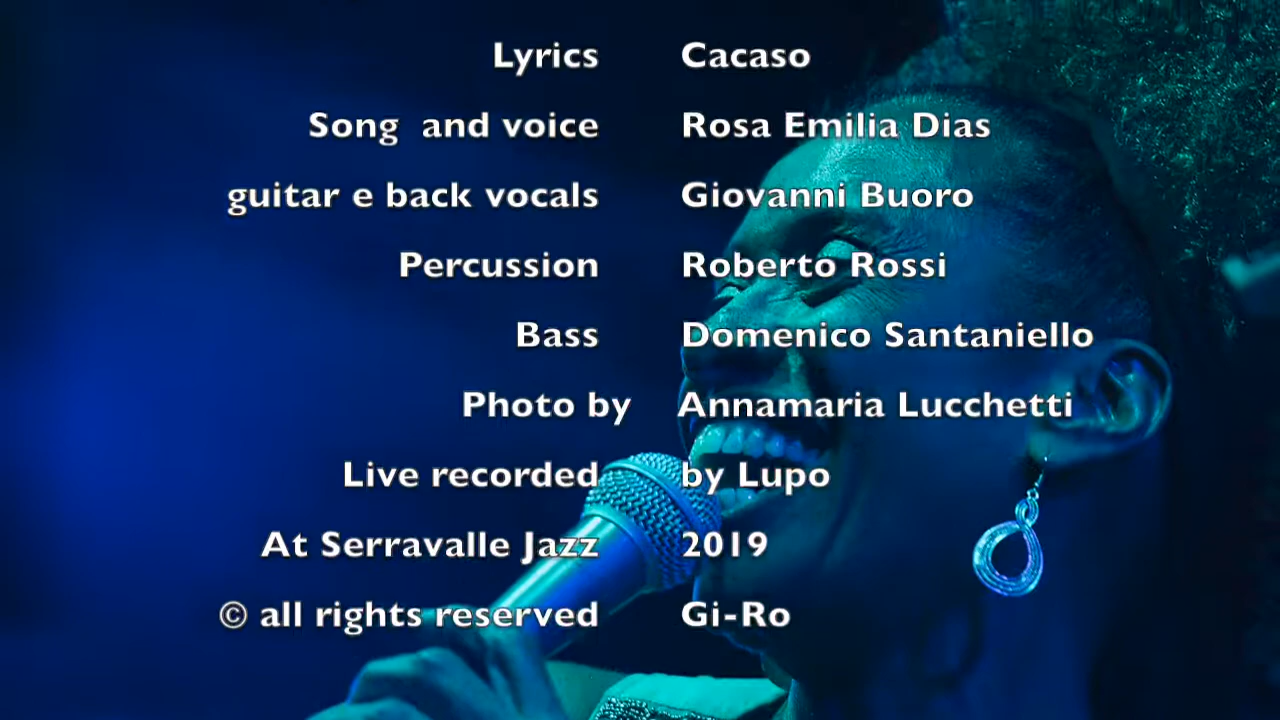 Lyrics Cacaso
Song and voice Rosa Emilia Dias
guitar e back vocals Giovanni Buoro
Percussion Roberto Rossi
Bass Domenico Santaniello
Photo by Annamaria Lucchetti
Live recorded by Lupo
At Serravalle Jazz 2019
© all rights reserved Gi-Ro